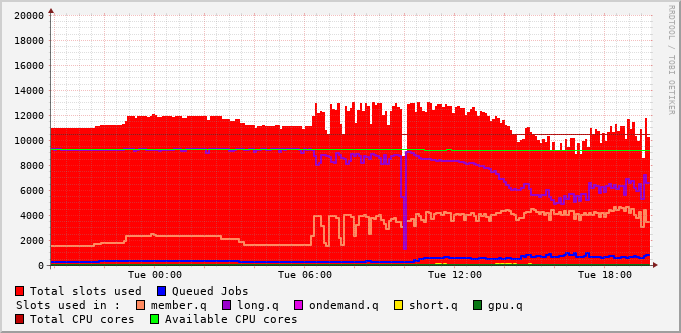 20000
18000
16000
14000
12000
10000
8000
6000
4000
2000
0
Tue 00:00 Tue 06:00 Tue 12:00 Tue 18:00
RRDTOOL / TOBI OETIKER
Total slots used Queued Jobs
Slots used in : member.q long.q ondemand.q short.q gpu.q
Total CPU cores Available CPU cores